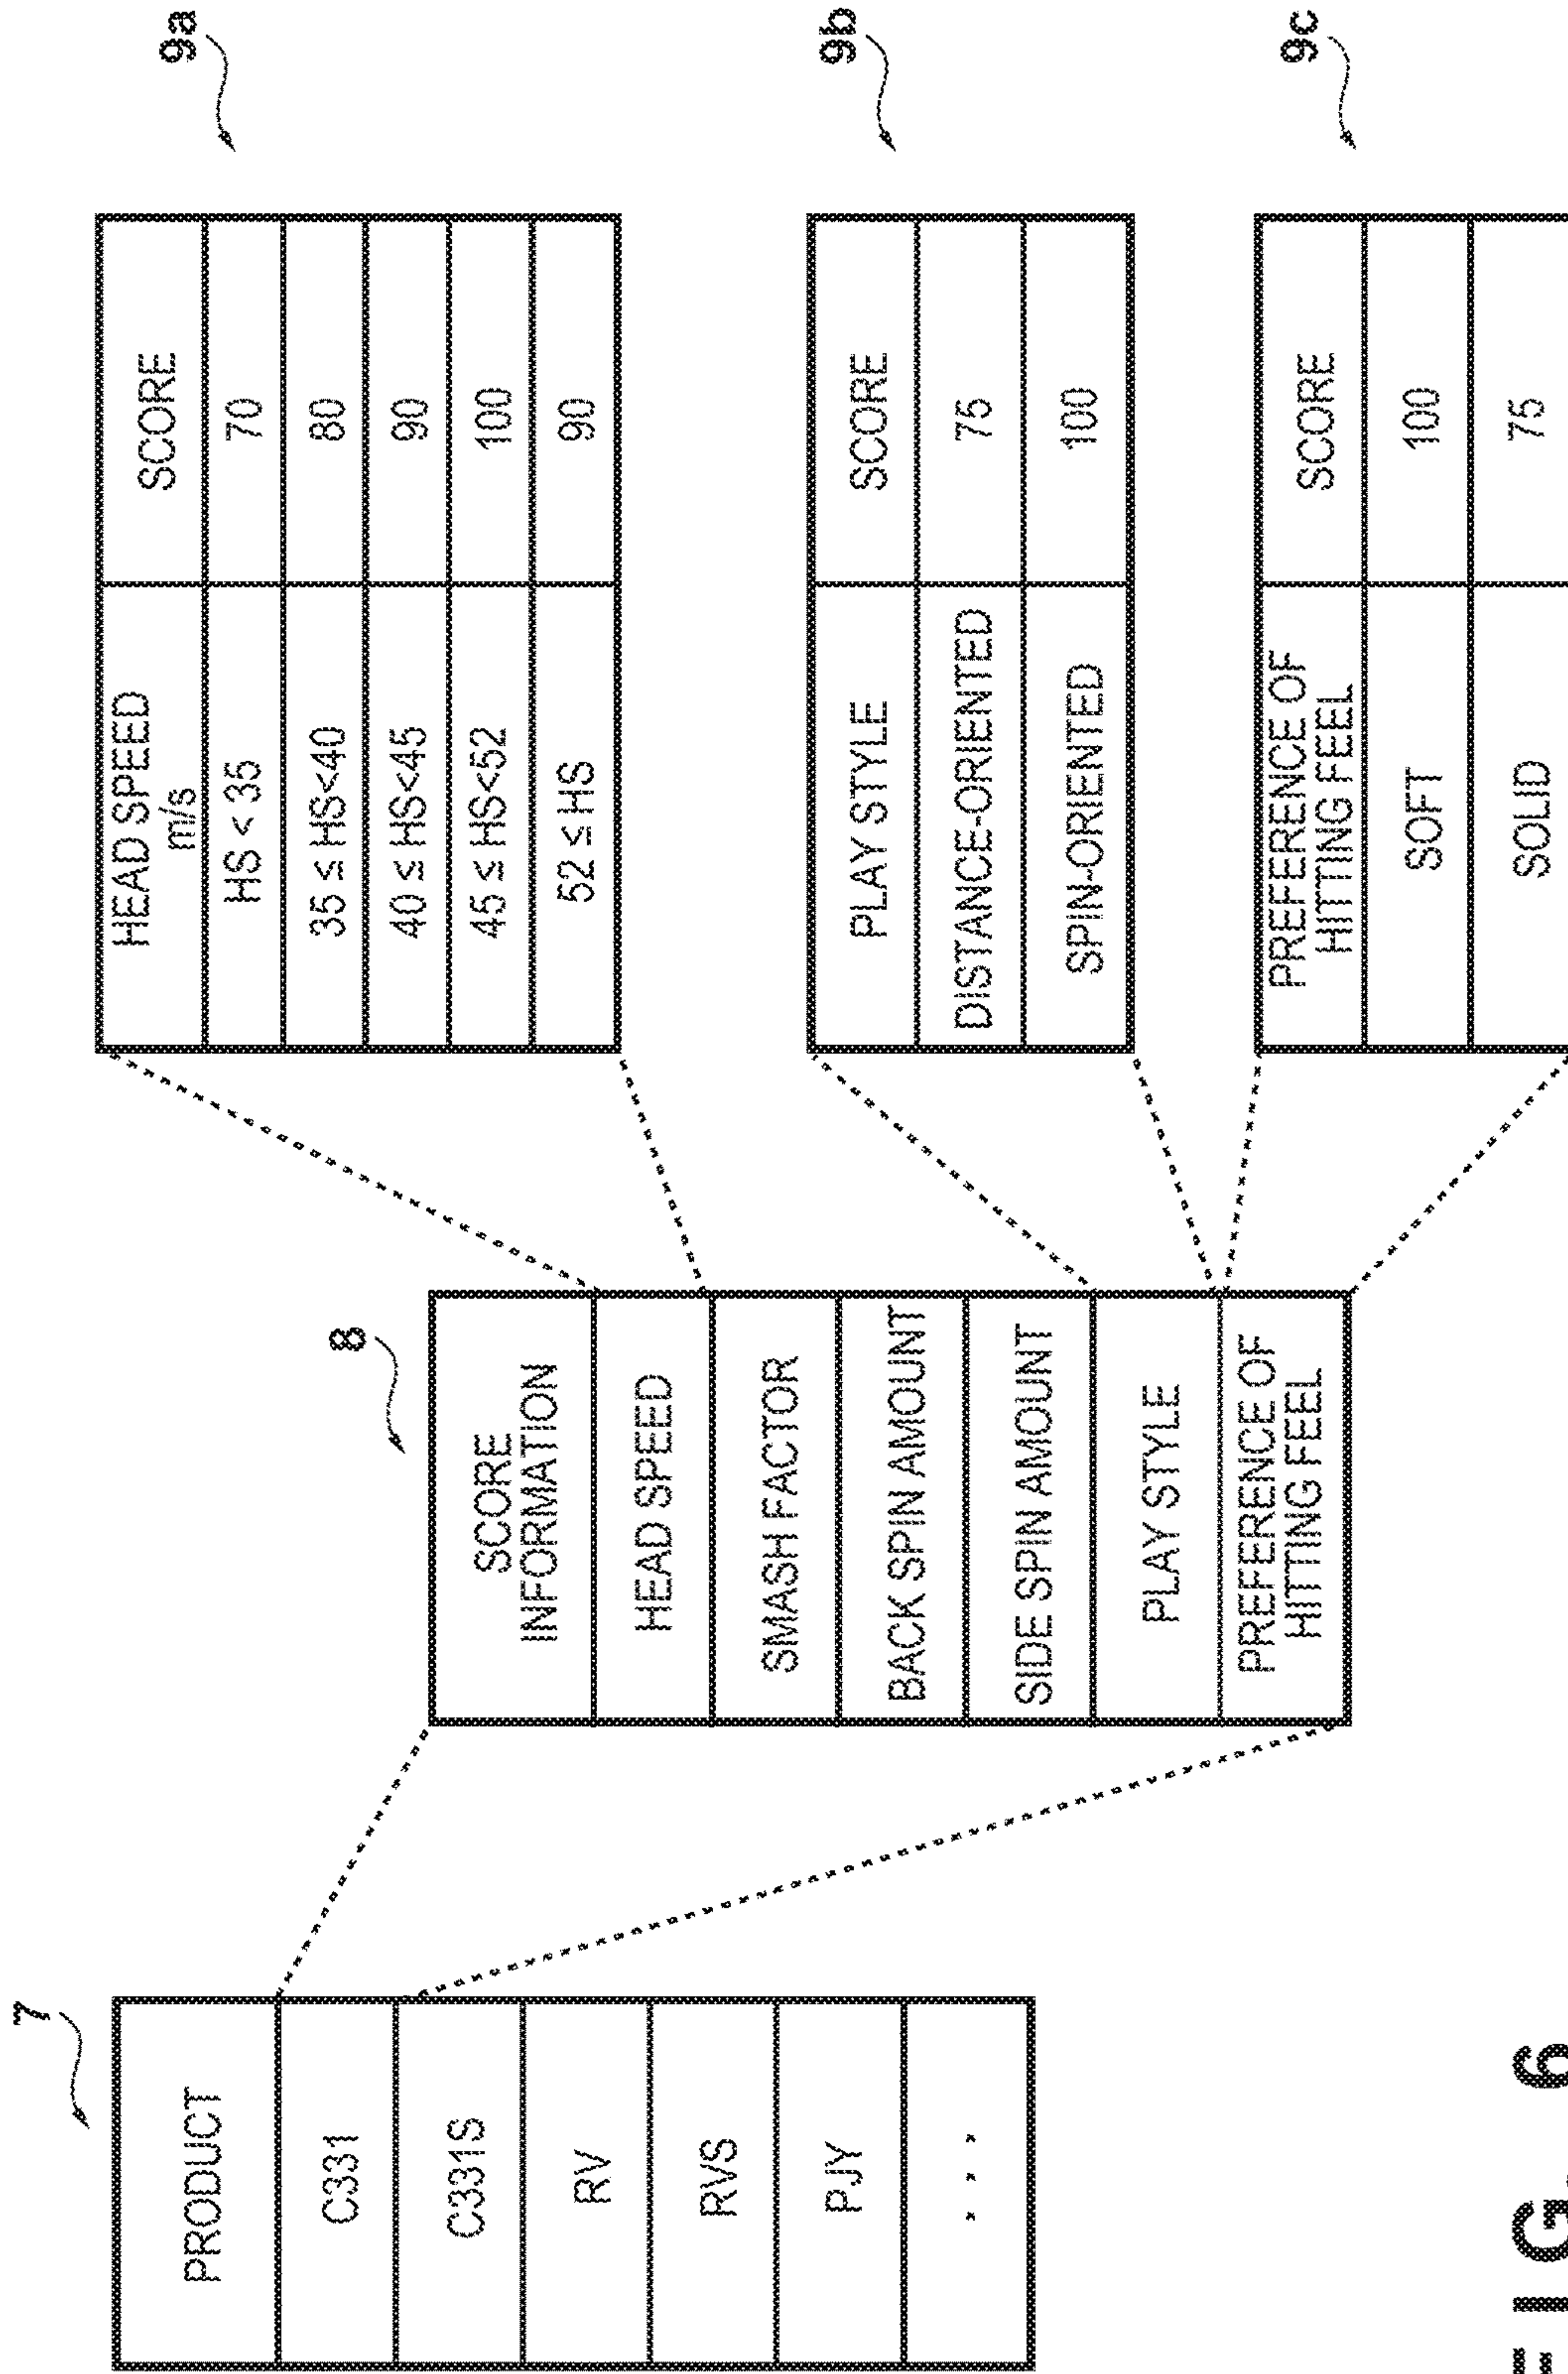 7
PRODUCT
C331
C331S
RV
RVS
PJY
. . .
8
SCORE
INFORMATION
HEAD SPEED
SMASH FACTOR
BACK SPIN AMOUNT
SIDE SPIN AMOUNT
PLAY STYLE
PREFERENCE OF
HITTING FEEL
9a
HEAD SPEED
m/s
SCORE
HS < 35 70
35 ≤ HS<40 80
40 ≤ HS<45 90
45 ≤ HS<52 100
52 ≤ HS 90
9b
PLAY STYLE SCORE
DISTANCE-ORIENTED 75
SPIN-ORIENTED 100
9c
PREFERENCE OF
HITTING FEEL
SCORE
SOFT 100
SOLID 75
FIG. 6